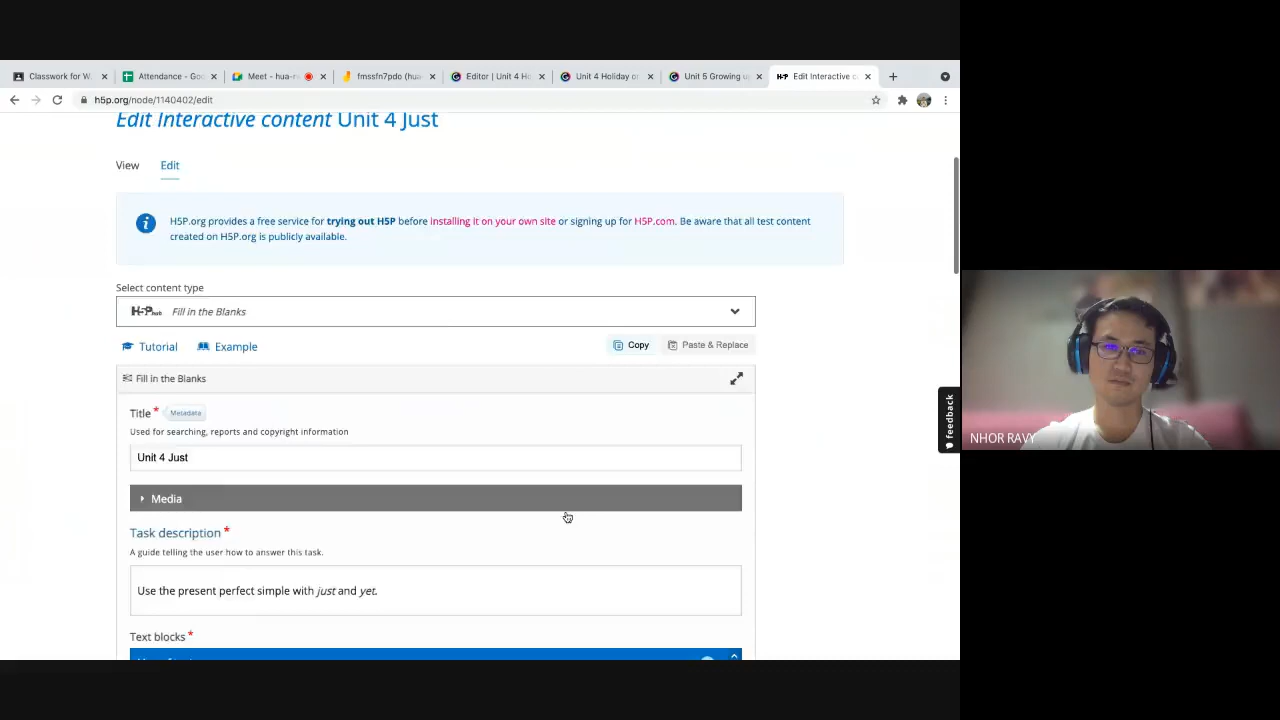 Classwork for W
Attendance - Goo
Meet - hua-r
fmssfn7pdo (hua
Editor | Unit 4 H
Unit 4 Holiday o
Unit 5 Growing u
H5P Edit Interactive c
h5p.org/node/1140402/edit
Edit Interactive content Unit 4 Just
View Edit
H5P.org provides a free service for trying out H5P before installing it on your own site or signing up for H5P.com. Be aware that all test content
created on H5P.org is publicly available.
Select content type
H5P Fill in the Blanks
Tutorial Example Copy Paste & Replace
Fill in the Blanks
Title * Metadata
Used for searching, reports and copyright information
Unit 4 Just
Media
Task description *
A guide telling the user how to answer this task.
Use the present perfect simple with just and yet.
Text blocks *
feedback
NHOR RAVY